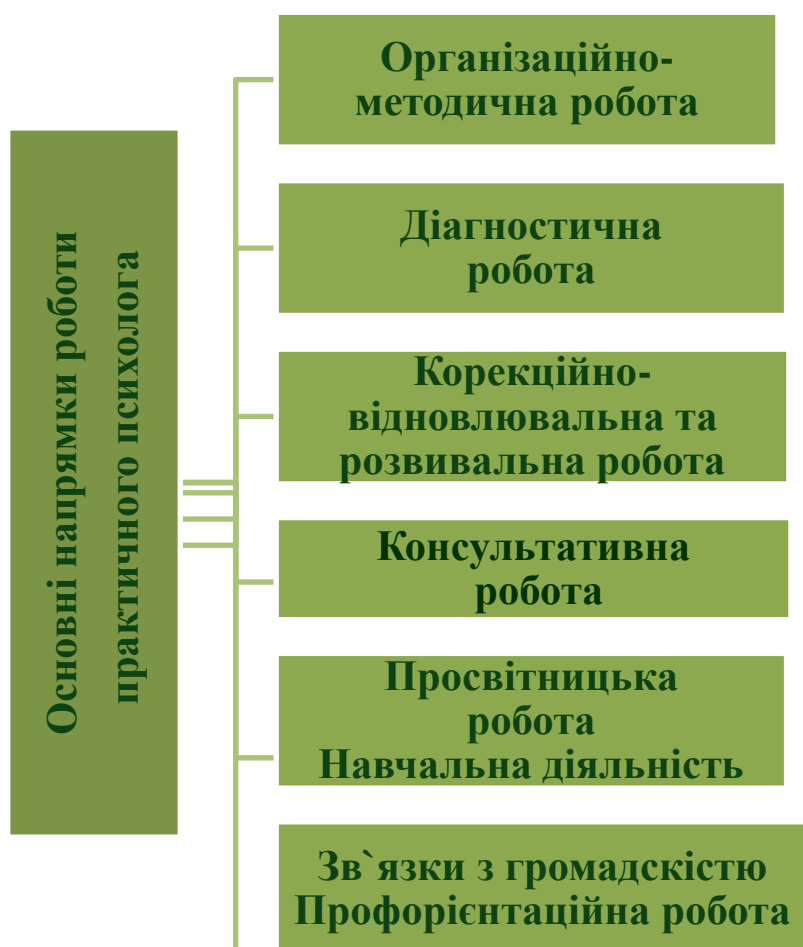 Основні напрямки роботи
практичного психолога
Організаційно-
методична робота
Діагностична
робота
Корекційно-
відновлювальна та
розвивальна робота
Консультативна
робота
Просвітницька
робота
Навчальна діяльність
Зв`язки з громадскістю
Профорієнтаційна робота